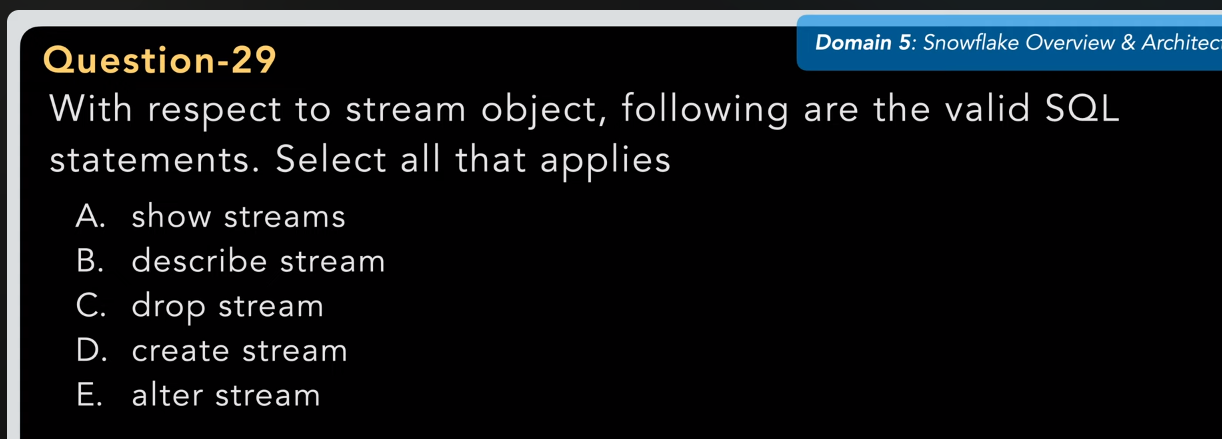 Domain 5: Snowflake Overview & Architec
Question-29
With respect to stream object, following are the valid SQL
statements. Select all that applies
A. show streams
B. describe stream
C. drop stream
D. create stream
E. alter stream